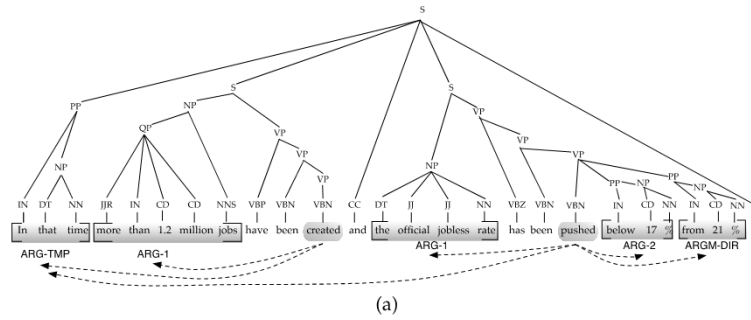 S
S S
PP VP
NP NP
QP VP VP
VP VP
NP VP NP PP NP
PP NP
IN DT NN JJR IN CD CD NNS VBP VBN VBN CC DT JJ JJ NN VBZ VBN VBN IN CD NN IN CD NN
In that time more than 1.2 million jobs have been created and the official jobless rate has been pushed below 17 % from 21 %
ARG-TMP ARG-1 ARG-1 ARG-2 ARGM-DIR
(a)